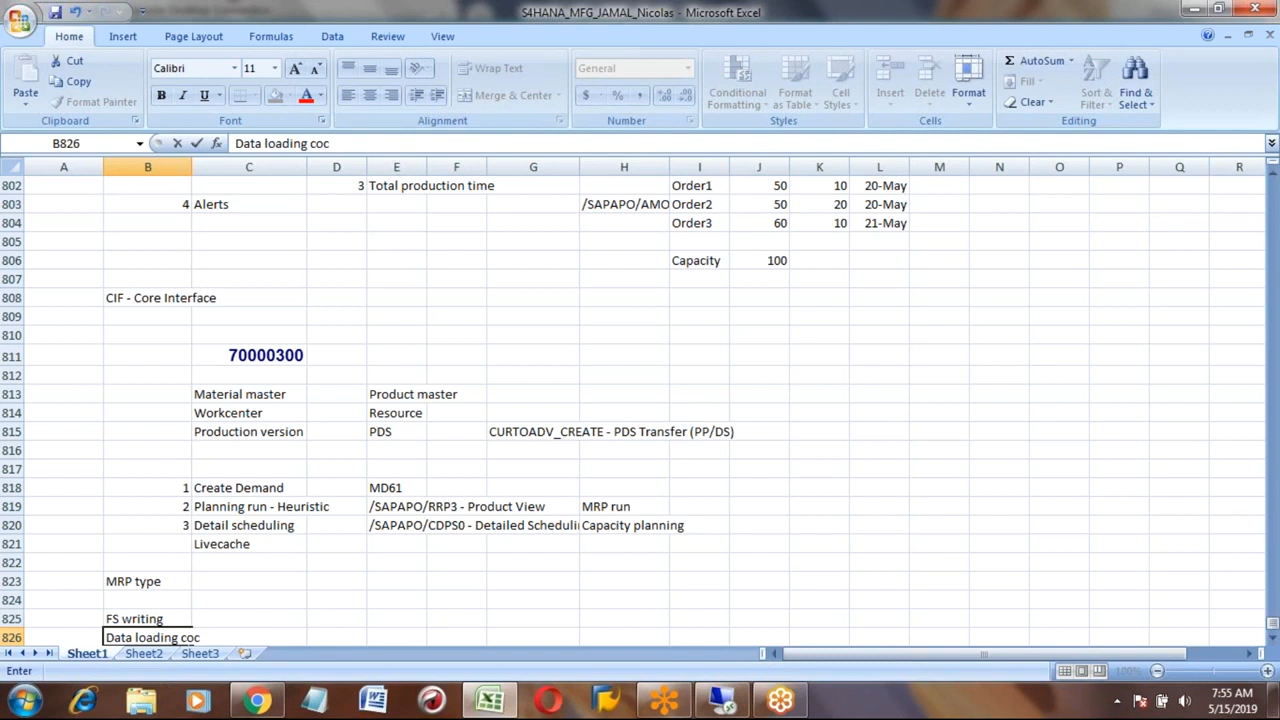 S4HANA_MFG_JAMAL_Nicolas - Microsoft Excel
Home Insert Page Layout Formulas Data Review View
Paste Cut Copy Format Painter Clipboard
Calibri 11 A A B I U A Font
Wrap Text Merge & Center Alignment
General $ % , Number
Conditional Formatting Format as Table Cell Styles Styles
Insert Delete Format Cells
Σ AutoSum Fill Clear Sort & Filter Find & Select Editing
B826 fx Data loading coc
A B C D E F G H I J K L M N O P Q R
802 3 Total production time Order1 50 10 20-May
803 4 Alerts /SAPAPO/AMO Order2 50 20 20-May
804 Order3 60 10 21-May
805
806 Capacity 100
807
808 CIF - Core Interface
809
810
811 70000300
812
813 Material master Product master
814 Workcenter Resource
815 Production version PDS CURTOADV_CREATE - PDS Transfer (PP/DS)
816
817
818 1 Create Demand MD61
819 2 Planning run - Heuristic /SAPAPO/RRP3 - Product View MRP run
820 3 Detail scheduling /SAPAPO/CDPS0 - Detailed Scheduli Capacity planning
821 Livecache
822
823 MRP type
824
825 FS writing
826 Data loading coc
Sheet1 Sheet2 Sheet3
Enter 100%
7:55 AM
5/15/2019